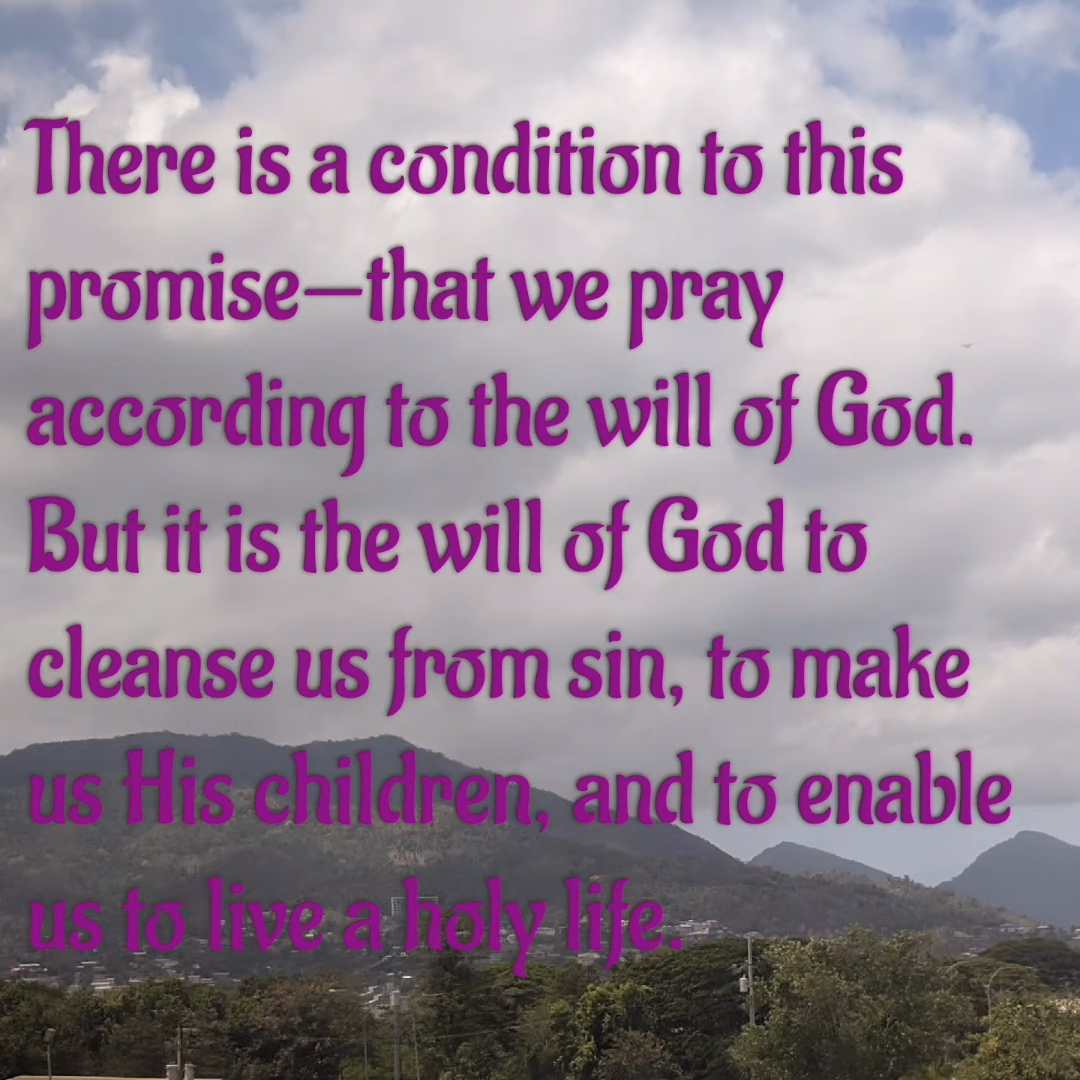 There is a condition to this
promise—that we pray
according to the will of God.
But it is the will of God to
cleanse us from sin, to make
us His children, and to enable
us to live a holy life.